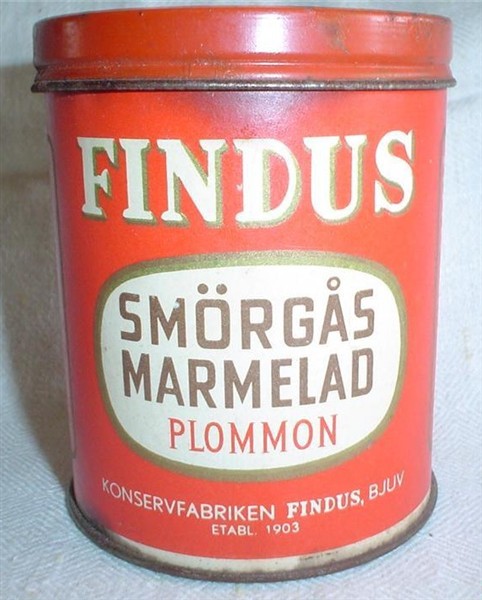 FINDUS
SMÖRGÅS
MARMELAD
PLOMMON
KONSERVFABRIKEN FINDUS, BJUV
ETABL. 1903